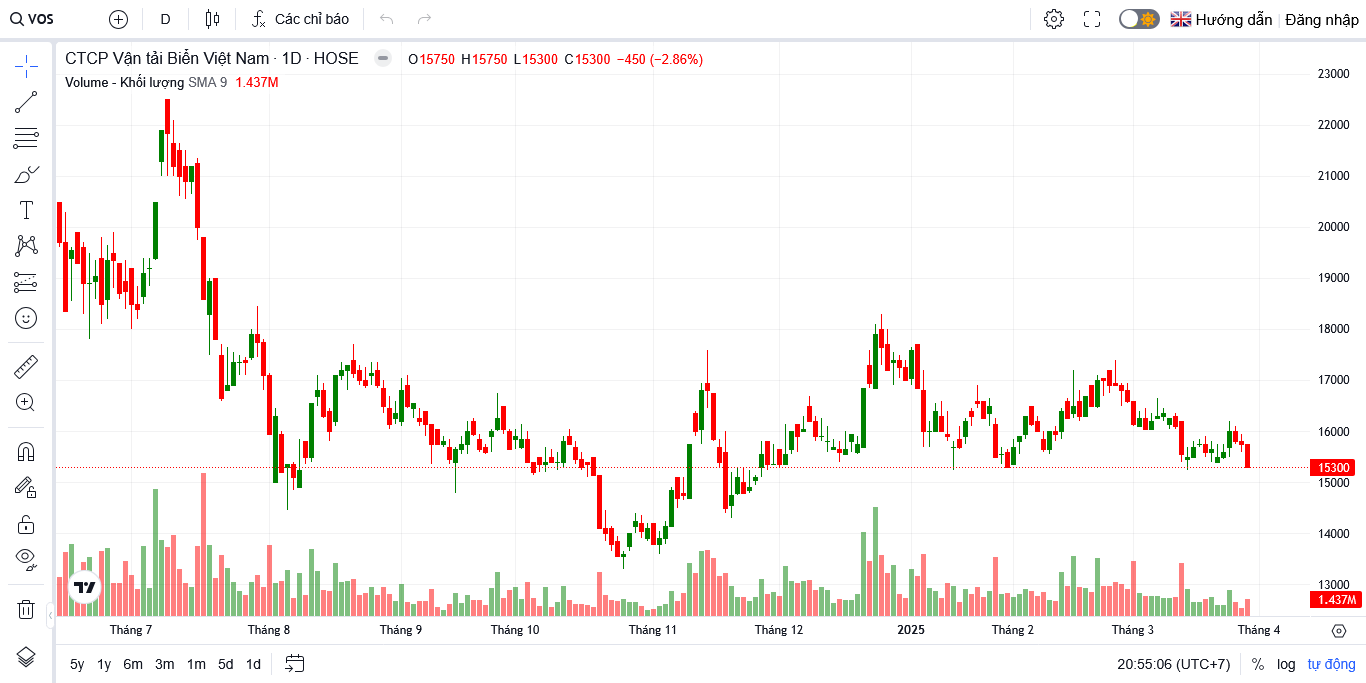 VOS D Các chỉ báo Hướng dẫn Đăng nhập
CTCP Vận tải Biển Việt Nam · 1D · HOSE O15750 H15750 L15300 C15300 −450 (−2.86%)
Volume - Khối lượng SMA 9 1.437M
23000
22000
21000
20000
19000
18000
17000
16000
15300
15000
14000
13000
1.437M
Tháng 7 Tháng 8 Tháng 9 Tháng 10 Tháng 11 Tháng 12 2025 Tháng 2 Tháng 3 Tháng 4
5y 1y 6m 3m 1m 5d 1d 20:55:06 (UTC+7) % log tự động